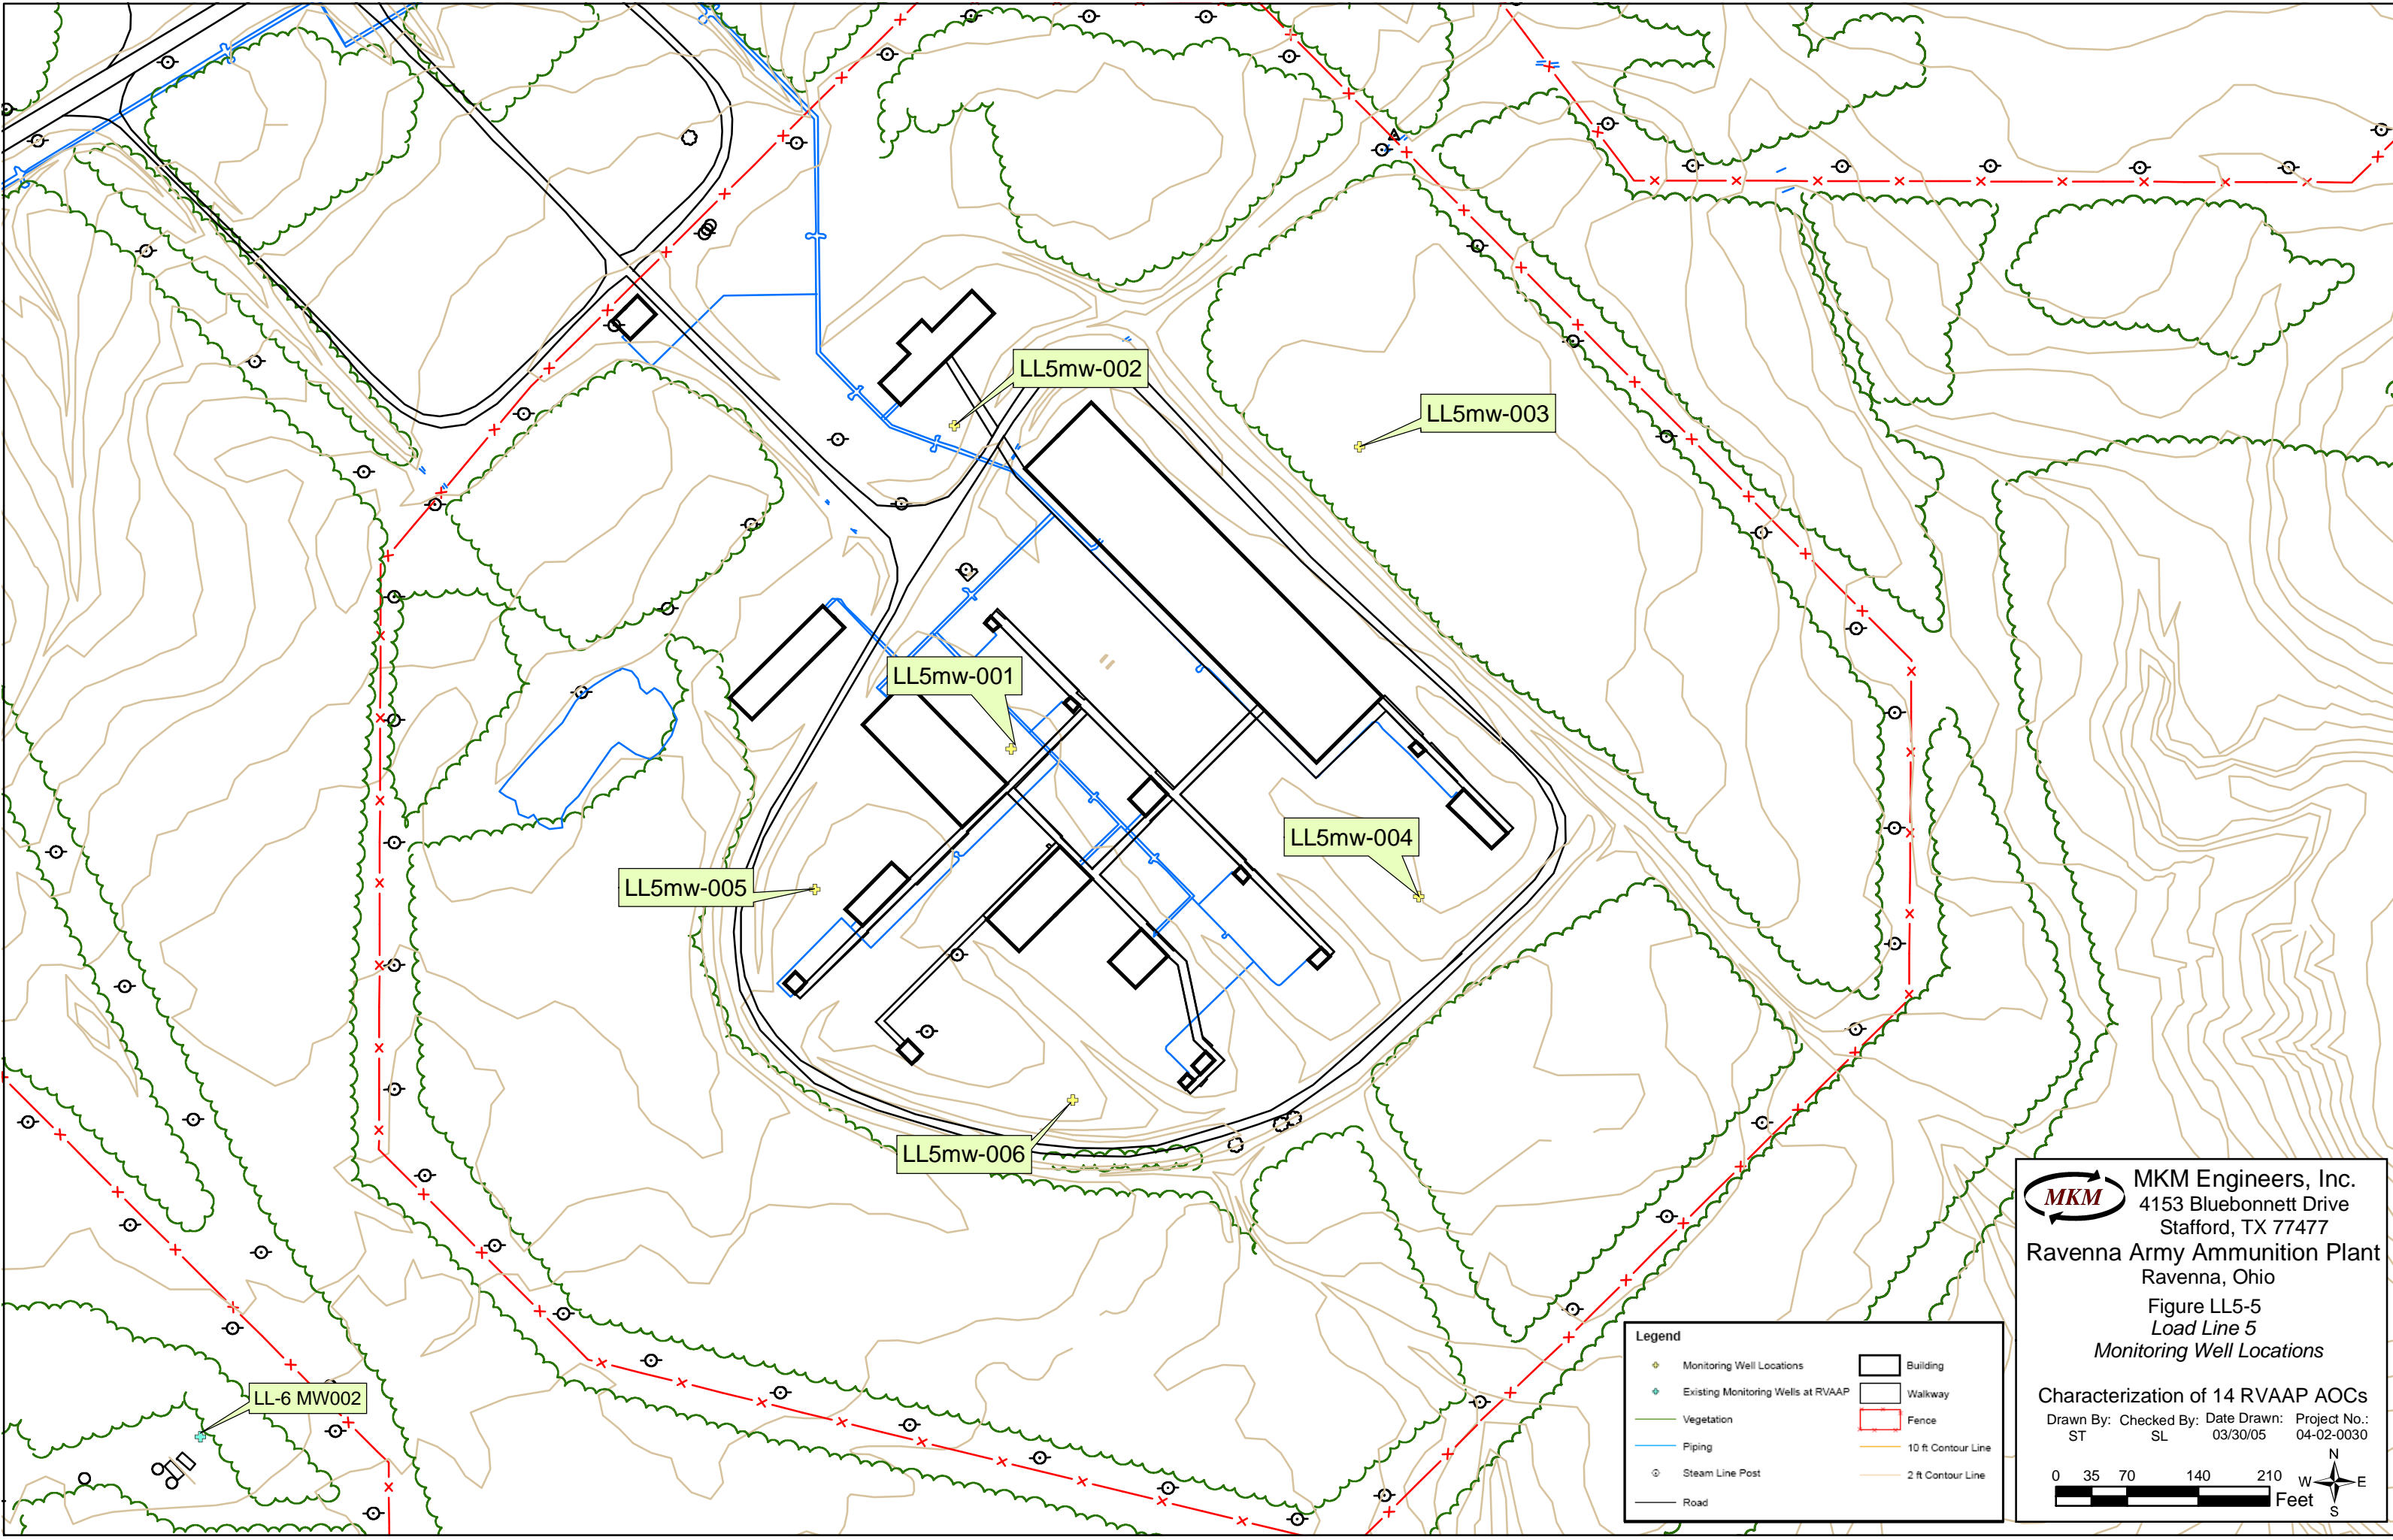 LL5mw-002
LL5mw-003
LL5mw-001
LL5mw-004
LL5mw-005
LL5mw-006
LL-6 MW002
Legend
Monitoring Well Locations
Existing Monitoring Wells at RVAAP
Vegetation
Piping
Steam Line Post
Road
Building
Walkway
Fence
10 ft Contour Line
2 ft Contour Line
MKM
MKM Engineers, Inc.
4153 Bluebonnett Drive
Stafford, TX 77477
Ravenna Army Ammunition Plant
Ravenna, Ohio
Figure LL5-5
Load Line 5
Monitoring Well Locations
Characterization of 14 RVAAP AOCs
Drawn By: Checked By: Date Drawn: Project No.:
ST SL 03/30/05 04-02-0030
0 35 70 140 210
Feet
N
W E
S